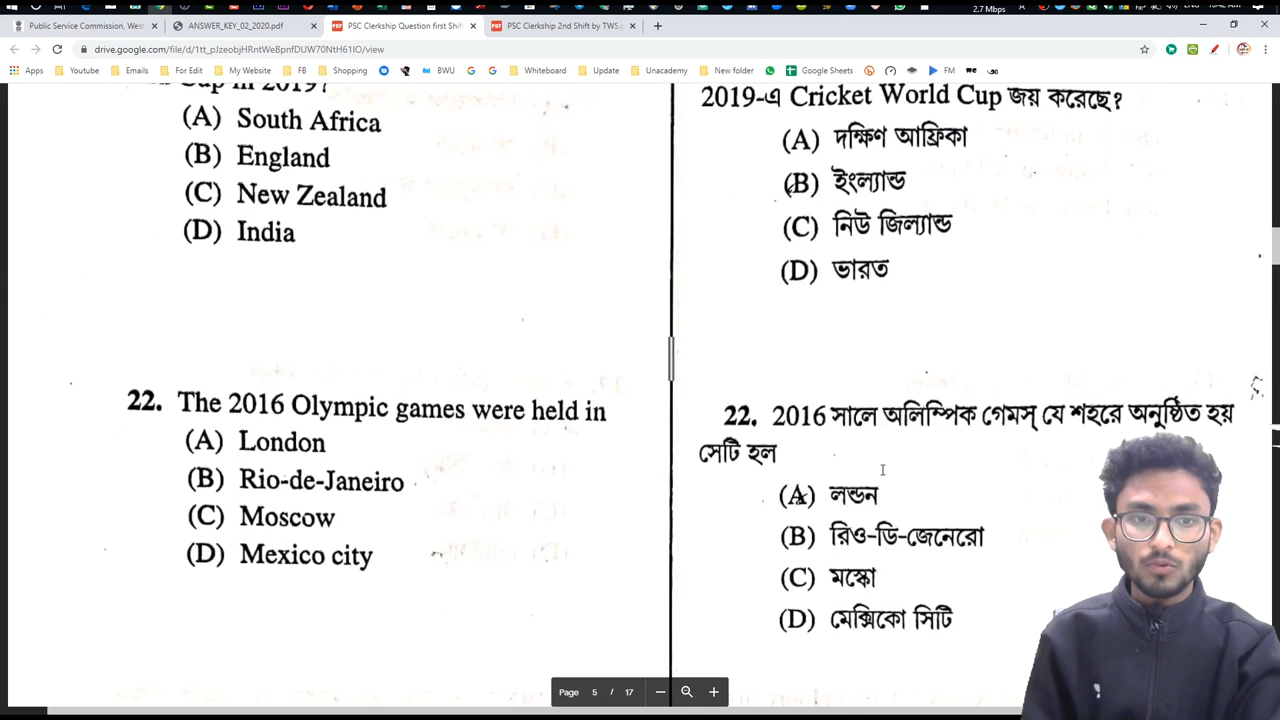 2.7 Mbps
Public Service Commission, West
ANSWER_KEY_02_2020.pdf
PSC Clerkship Question first Shift
PSC Clerkship 2nd Shift by TWS.p
drive.google.com/file/d/1tt_pJzeobjHRntWeBpnfDUW70NtH61IO/view
Apps
Youtube
Emails
For Edit
My Website
FB
Shopping
BWU
Whiteboard
Update
Unacademy
New folder
Google Sheets
FM
Cup in 2019?
(A) South Africa
(B) England
(C) New Zealand
(D) India
22. The 2016 Olympic games were held in
(A) London
(B) Rio-de-Janeiro
(C) Moscow
(D) Mexico city
2019-এ Cricket World Cup জয় করেছে?
(A) দক্ষিণ আফ্রিকা
(B) ইংল্যান্ড
(C) নিউ জিল্যান্ড
(D) ভারত
22. 2016 সালে অলিম্পিক গেমস্ যে শহরে অনুষ্ঠিত হয়
সেটি হল
(A) লন্ডন
(B) রিও-ডি-জেনেরো
(C) মস্কো
(D) মেক্সিকো সিটি
Page 5 / 17